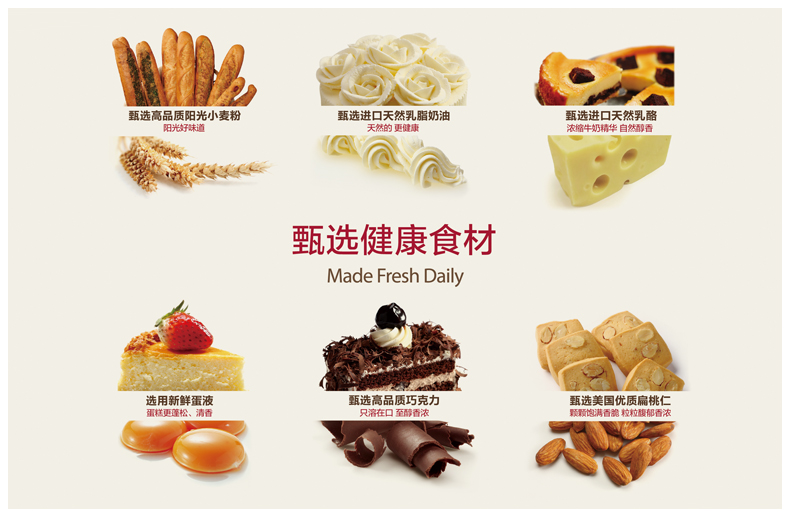 甄选高品质阳光小麦粉
阳光好味道
甄选进口天然乳脂奶油
天然的 更健康
甄选进口天然乳酪
浓缩牛奶精华 自然醇香
甄选健康食材
Made Fresh Daily
选用新鲜蛋液
蛋糕更蓬松、清香
甄选高品质巧克力
只溶在口 至醇香浓
甄选美国优质扁桃仁
颗颗饱满香脆 粒粒馥郁香浓